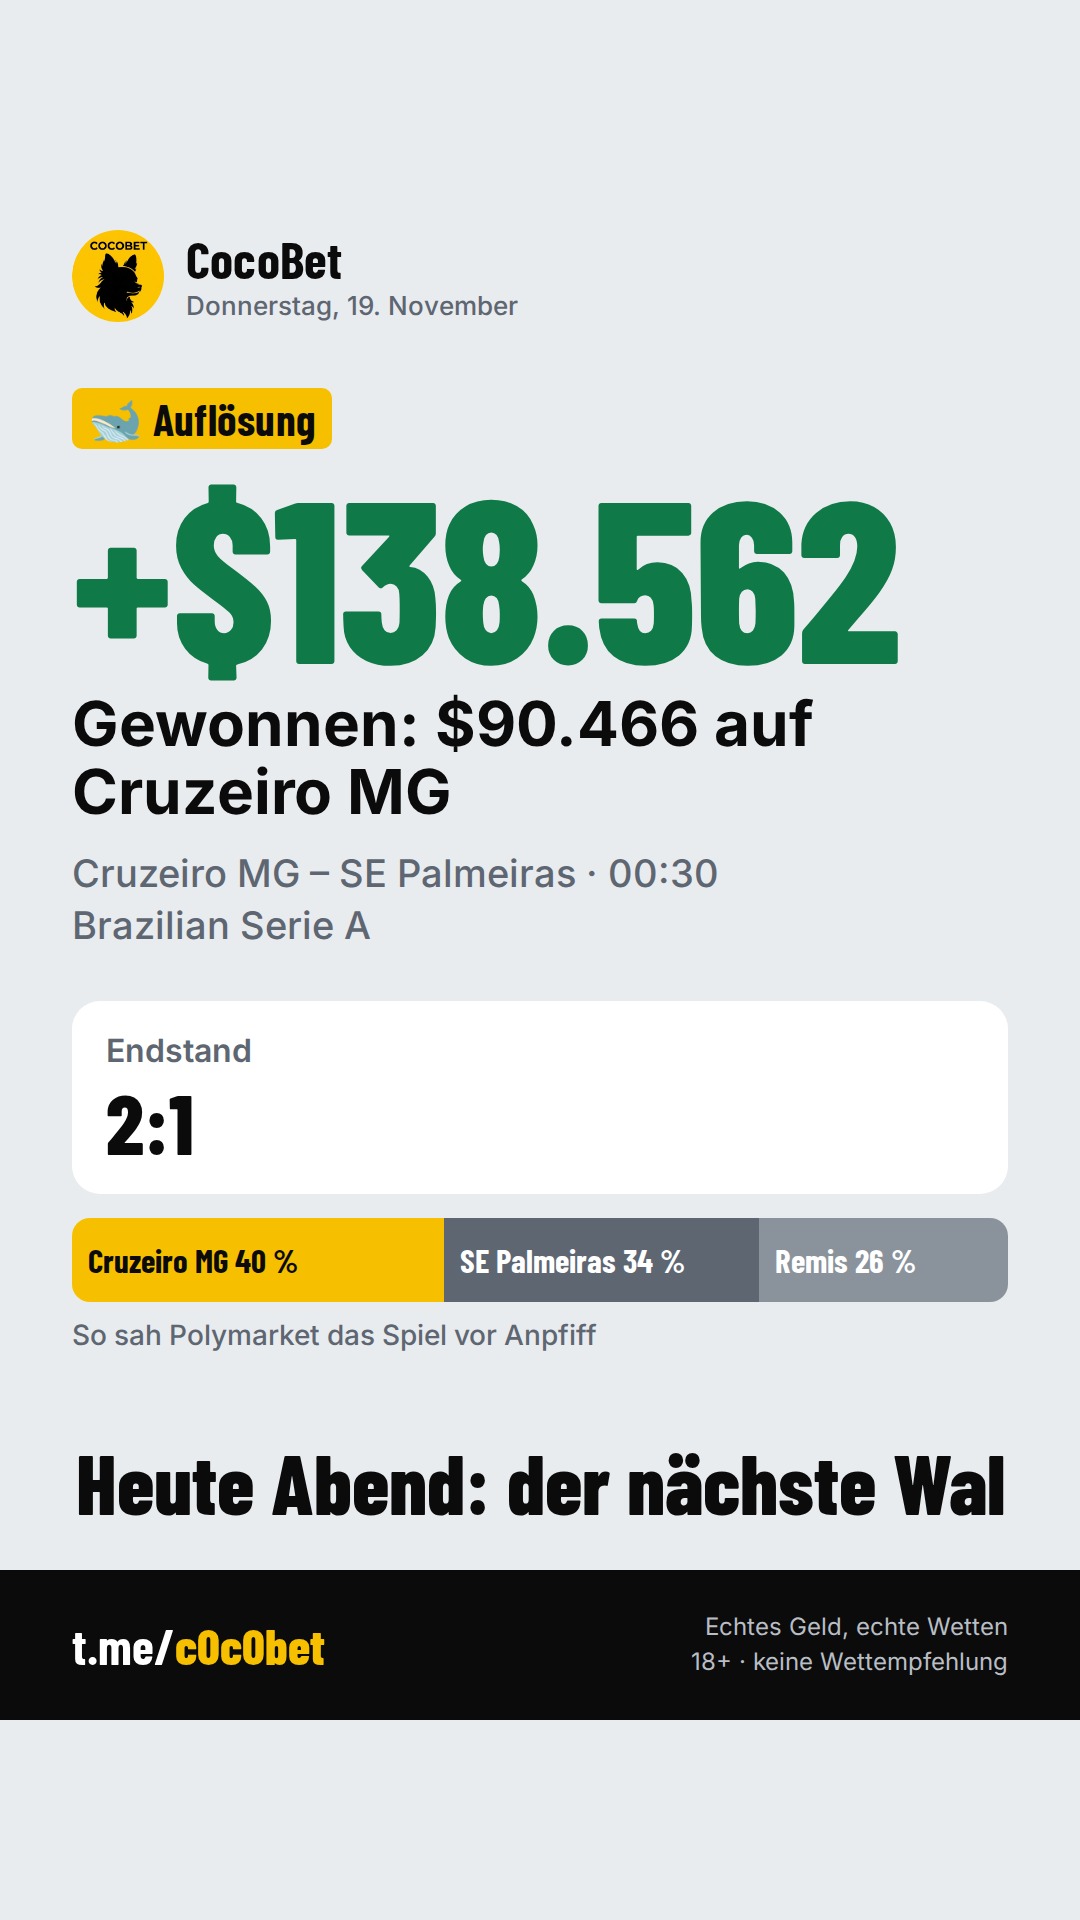 COCOBET
CocoBet
Donnerstag, 19. November
🐳 Auflösung
+$138.562
Gewonnen: $90.466 auf
Cruzeiro MG
Cruzeiro MG – SE Palmeiras · 00:30
Brazilian Serie A
Endstand
2:1
Cruzeiro MG 40 %
SE Palmeiras 34 %
Remis 26 %
So sah Polymarket das Spiel vor Anpfiff
Heute Abend: der nächste Wal
t.me/c0c0bet
Echtes Geld, echte Wetten
18+ · keine Wettempfehlung